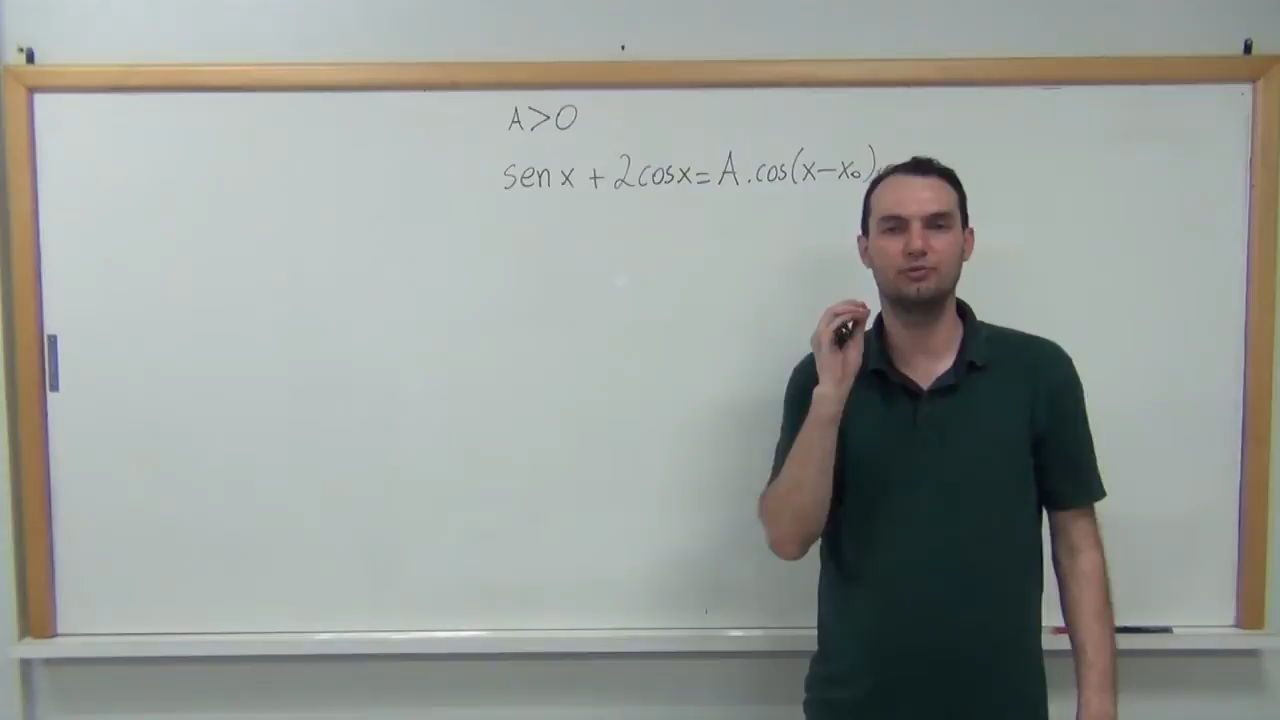 A>0
sen x + 2cosx = A.cos(x-x₀)